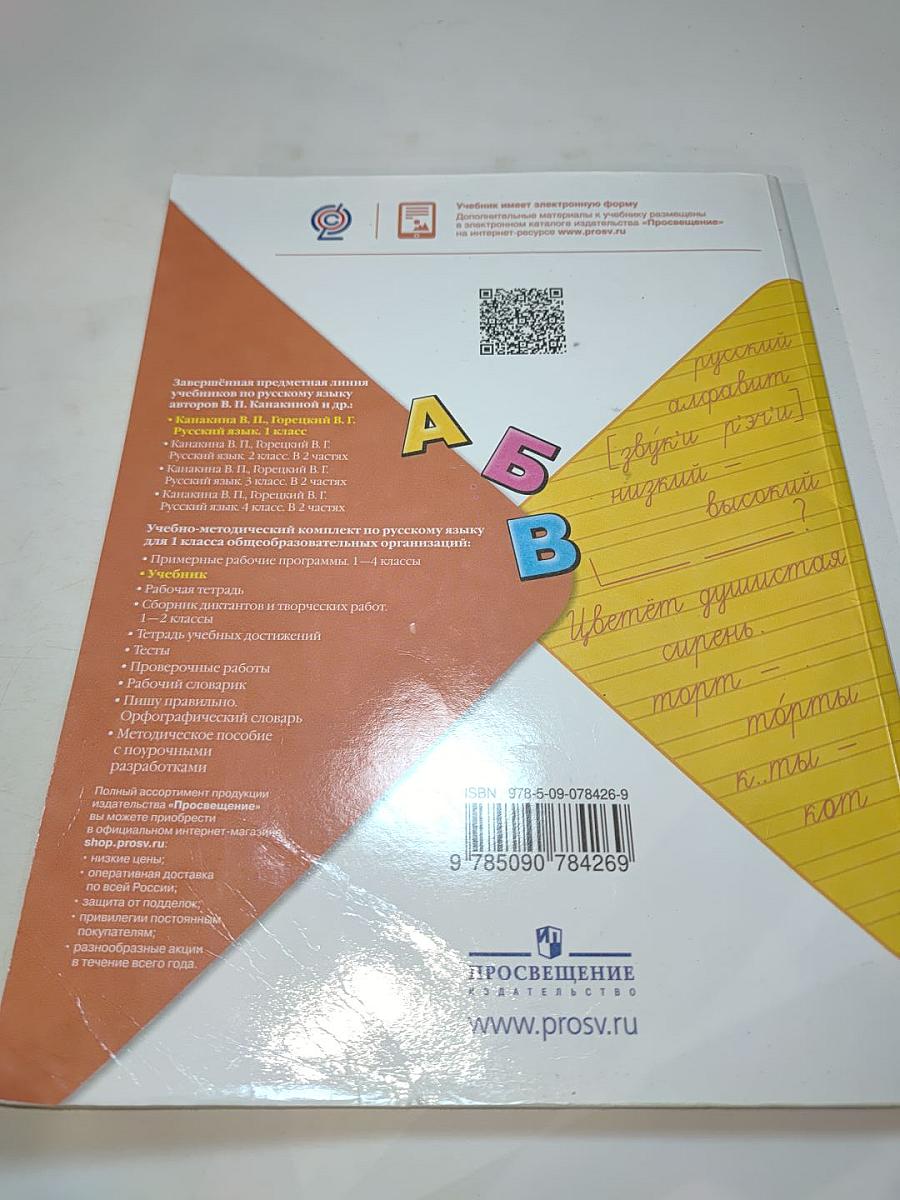 Учебник имеет электронную форму
Дополнительные материалы к учебнику размещены
в электронном каталоге издательства «Просвещение»
на интернет-ресурсе www.prosv.ru
Завершённая предметная линия
учебников по русскому языку
авторов В. П. Канакиной и др.:
• Канакина В. П., Горецкий В. Г.
Русский язык. 1 класс
• Канакина В. П., Горецкий В. Г.
Русский язык. 2 класс. В 2 частях
• Канакина В. П., Горецкий В. Г.
Русский язык. 3 класс. В 2 частях
• Канакина В. П., Горецкий В. Г.
Русский язык. 4 класс. В 2 частях
Учебно-методический комплект по русскому языку
для 1 класса общеобразовательных организаций:
• Примерные рабочие программы. 1—4 классы
• Учебник
• Рабочая тетрадь
• Сборник диктантов и творческих работ.
1—2 классы
• Тетрадь учебных достижений
• Тесты
• Проверочные работы
• Рабочий словарик
• Пишу правильно.
Орфографический словарь
• Методическое пособие
с поурочными
разработками
Полный ассортимент продукции
издательства «Просвещение»
вы можете приобрести
в официальном интернет-магазине
shop.prosv.ru:
• низкие цены;
• оперативная доставка
по всей России;
• защита от подделок;
• привилегии постоянным
покупателям;
• разнообразные акции
в течение всего года.
А
Б
В
русский
алфавит
[звук'и р'эч'и]
низкий –
высокий
?
Цветёт душистая
сирень.
торт –
то́рты
к..ты –
кот
ISBN 978-5-09-078426-9
9 785090 784269
ПРОСВЕЩЕНИЕ
ИЗДАТЕЛЬСТВО
www.prosv.ru